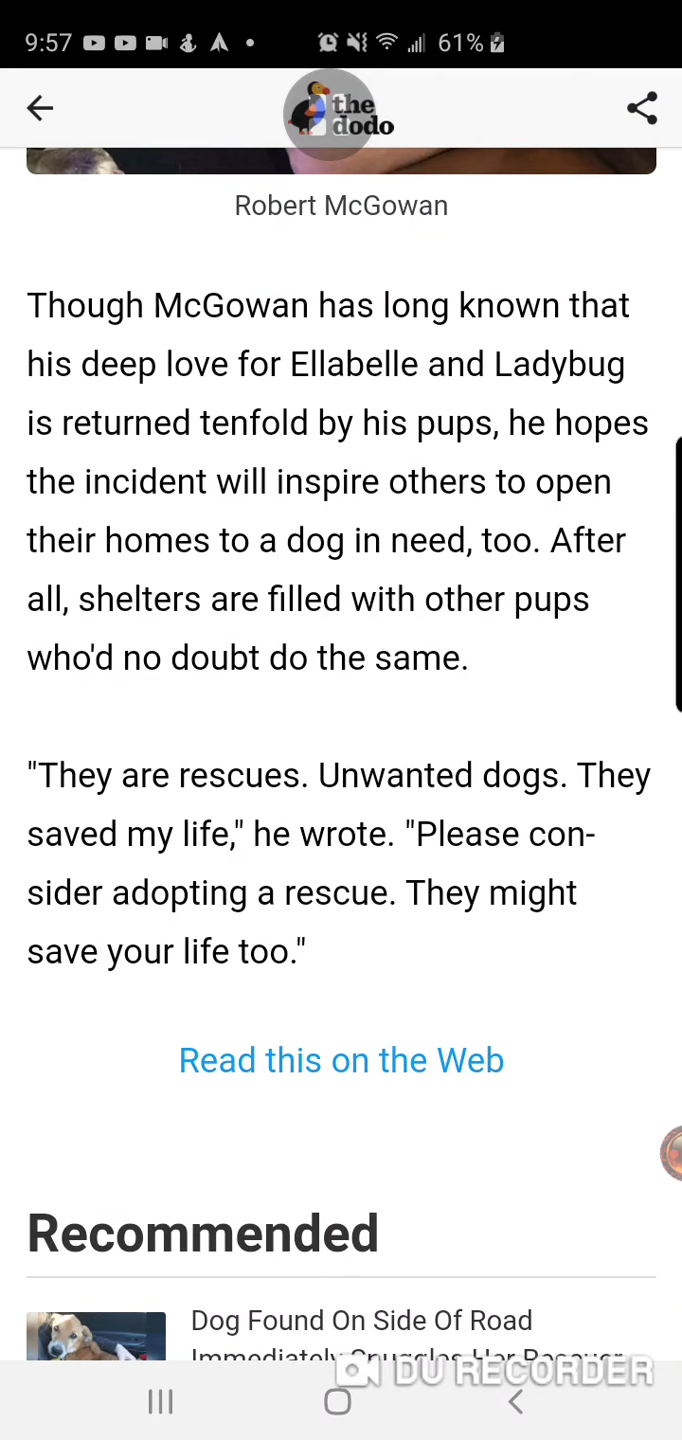 9:57 61%
the
dodo
Robert McGowan
Though McGowan has long known that
his deep love for Ellabelle and Ladybug
is returned tenfold by his pups, he hopes
the incident will inspire others to open
their homes to a dog in need, too. After
all, shelters are filled with other pups
who'd no doubt do the same.
"They are rescues. Unwanted dogs. They
saved my life," he wrote. "Please con-
sider adopting a rescue. They might
save your life too."
Read this on the Web
Recommended
Dog Found On Side Of Road
Immediately Snuggles Her Rescuer
DU RECORDER